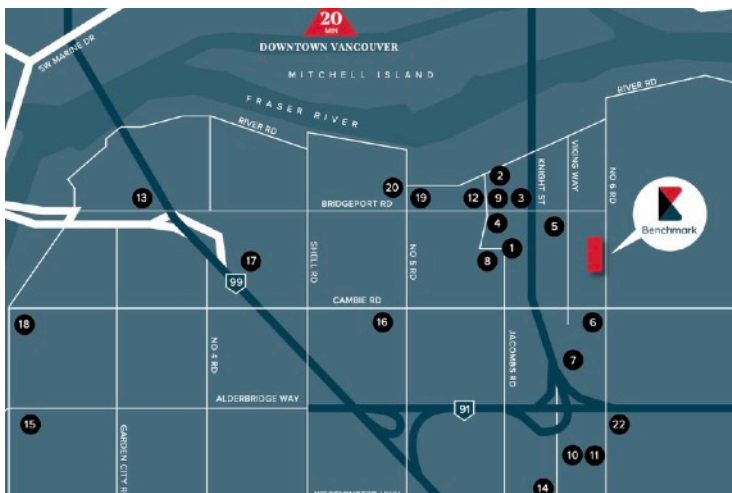 20
MIN
DOWNTOWN VANCOUVER
SW MARINE DR
MITCHELL ISLAND
FRASER RIVER
RIVER RD
RIVER RD
2
20
19
12
9
3
13
BRIDGEPORT RD
KNIGHT ST
VIKING WAY
NO 6 RD
Benchmark
4
5
1
8
17
99
SHELL RD
NO 5 RD
CAMBIE RD
18
16
6
NO 4 RD
JACOMBS RD
7
ALDERBRIDGE WAY
91
15
22
GARDEN CITY
10
11
14